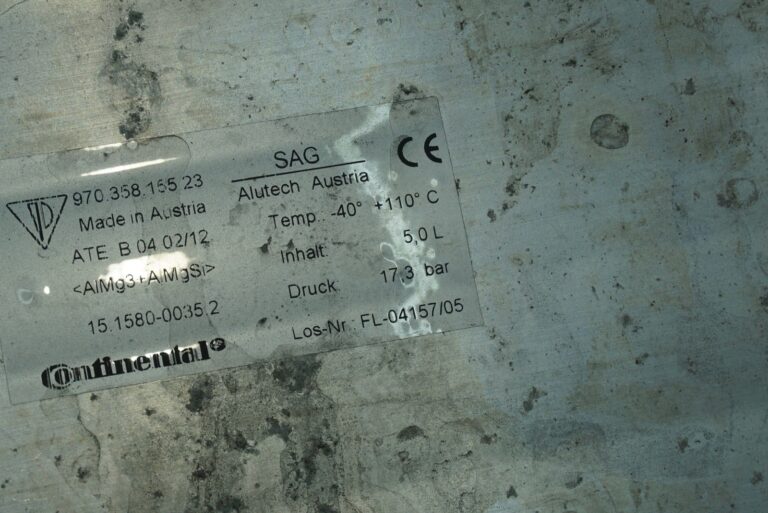 970.358.155 23
Made in Austria
ATE B 04 02/12
<AlMg3+AlMgSi>
15.1580-0035.2
Continental
SAG
Alutech Austria
CE
Temp. -40° +110° C
Inhalt: 5,0 L
Druck: 17,3 bar
Los-Nr.: FL-04157/05